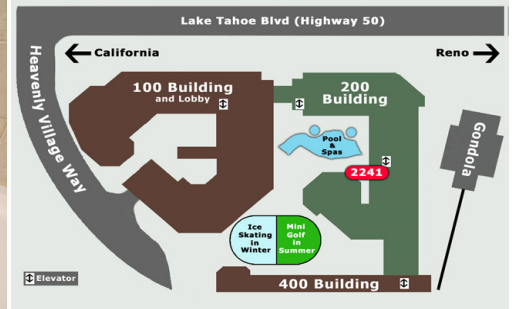 Lake Tahoe Blvd (Highway 50)
California
Reno
Heavenly Village Way
100 Building
and Lobby
200
Building
Gondola
Pool
&
Spas
2241
Ice
Skating
in
Winter
Mini
Golf
in
Summer
Elevator
400 Building